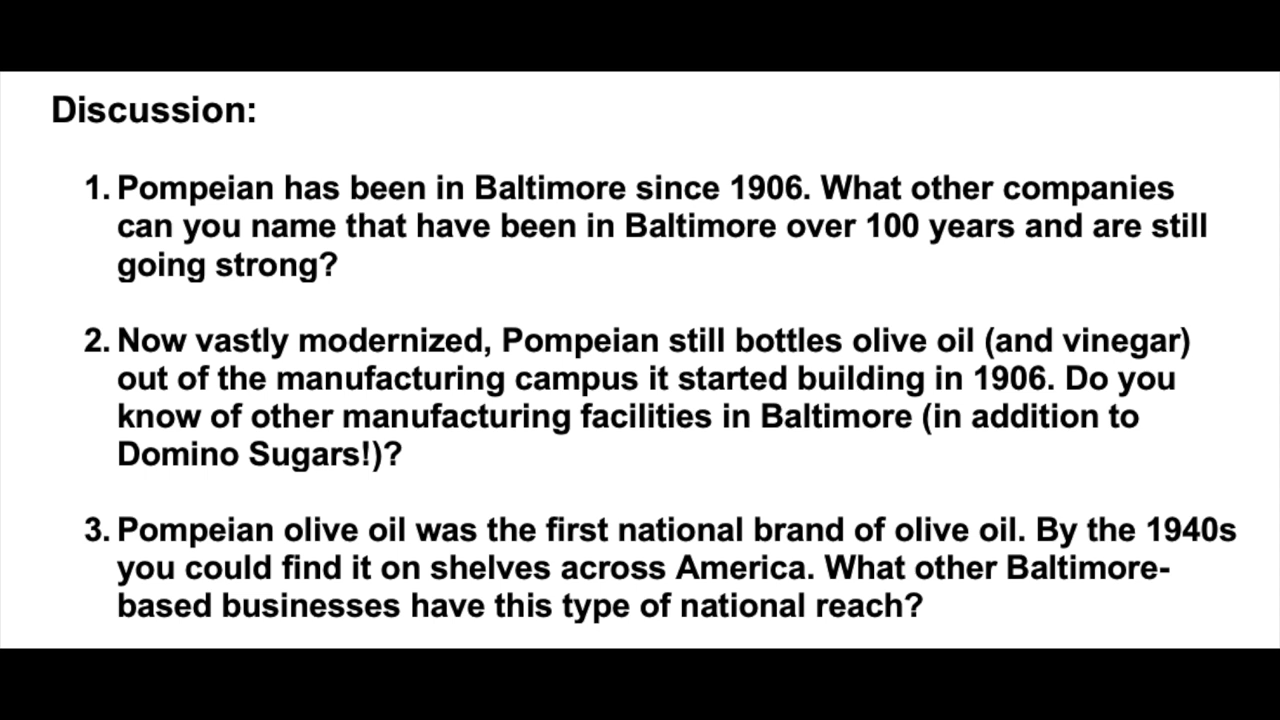 Discussion:
1. Pompeian has been in Baltimore since 1906. What other companies
can you name that have been in Baltimore over 100 years and are still
going strong?
2. Now vastly modernized, Pompeian still bottles olive oil (and vinegar)
out of the manufacturing campus it started building in 1906. Do you
know of other manufacturing facilities in Baltimore (in addition to
Domino Sugars!)?
3. Pompeian olive oil was the first national brand of olive oil. By the 1940s
you could find it on shelves across America. What other Baltimore-
based businesses have this type of national reach?